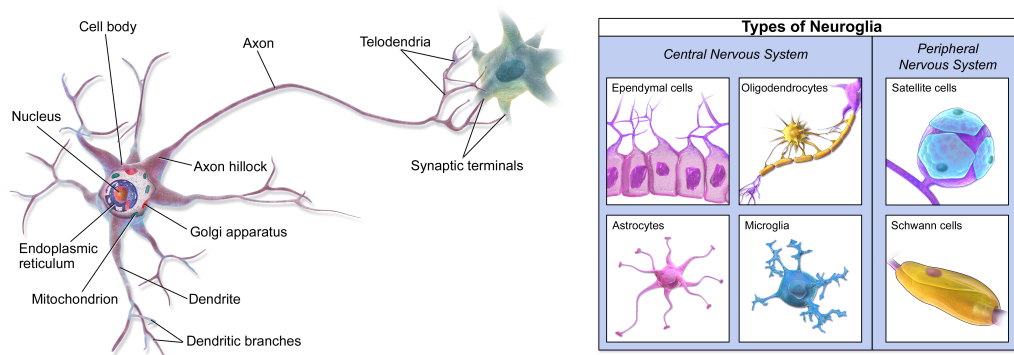 Cell body
Axon
Telodendria
Nucleus
Axon hillock
Synaptic terminals
Golgi apparatus
Endoplasmic
reticulum
Mitochondrion
Dendrite
Dendritic branches
Types of Neuroglia
Central Nervous System
Peripheral
Nervous System
Ependymal cells
Oligodendrocytes
Satellite cells
Astrocytes
Microglia
Schwann cells